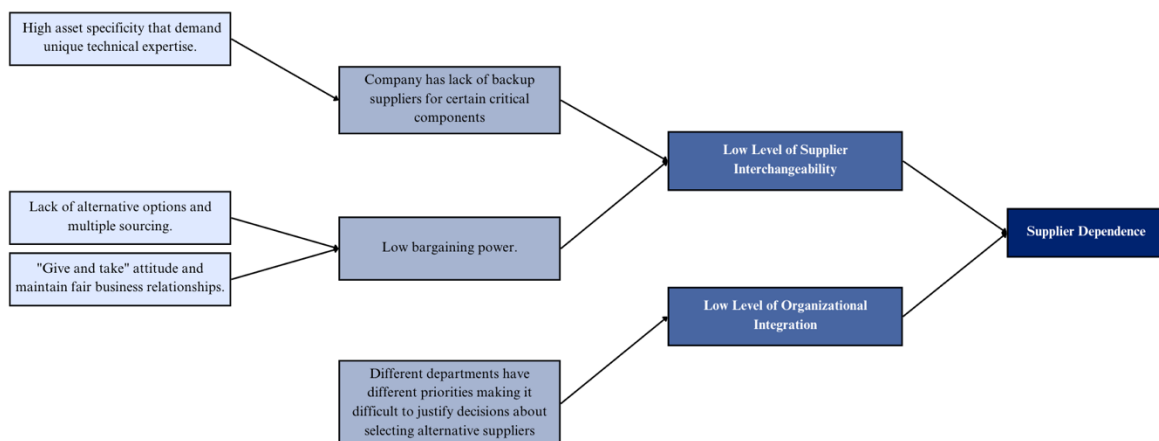 High asset specificity that demand
unique technical expertise.
Company has lack of backup
suppliers for certain critical
components
Low Level of Supplier
Interchangeability
Lack of alternative options and
multiple sourcing.
Low bargaining power.
"Give and take" attitude and
maintain fair business relationships.
Supplier Dependence
Low Level of Organizational
Integration
Different departments have
different priorities making it
difficult to justify decisions about
selecting alternative suppliers